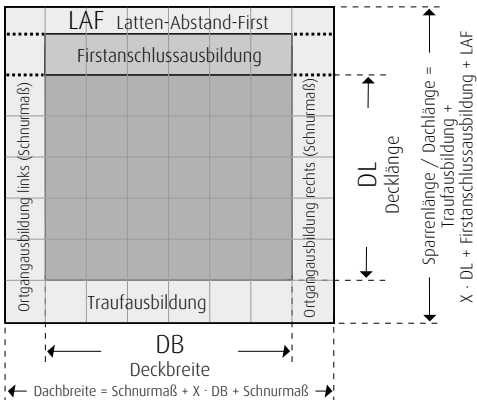 LAF Latten-Abstand-First
Firstanschlussausbildung
Ortgangausbildung links (Schnurmaß)
Ortgangausbildung rechts (Schnurmaß)
DL
Decklänge
Sparrenlänge / Dachlänge =
Traufausbildung +
X · DL + Firstanschlussausbildung + LAF
Traufausbildung
DB
Deckbreite
Dachbreite = Schnurmaß + X · DB + Schnurmaß